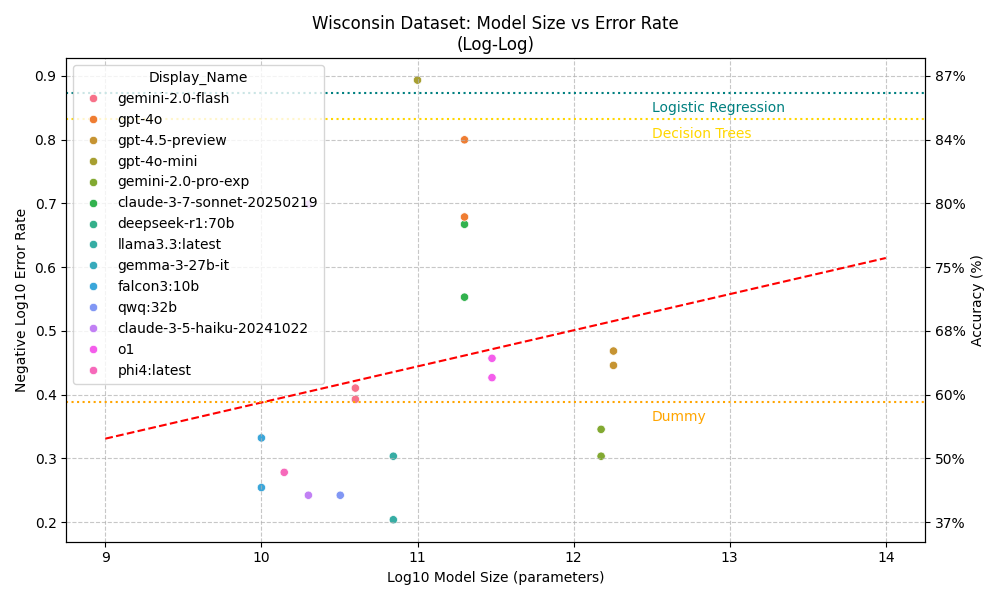 Wisconsin Dataset: Model Size vs Error Rate
(Log-Log)
Negative Log10 Error Rate
0.9
0.8
0.7
0.6
0.5
0.4
0.3
0.2
Display_Name
gemini-2.0-flash
gpt-4o
gpt-4.5-preview
gpt-4o-mini
gemini-2.0-pro-exp
claude-3-7-sonnet-20250219
deepseek-r1:70b
llama3.3:latest
gemma-3-27b-it
falcon3:10b
qwq:32b
claude-3-5-haiku-20241022
o1
phi4:latest
Logistic Regression
Decision Trees
Dummy
87%
84%
80%
75%
68%
60%
50%
37%
Accuracy (%)
9 10 11 12 13 14
Log10 Model Size (parameters)